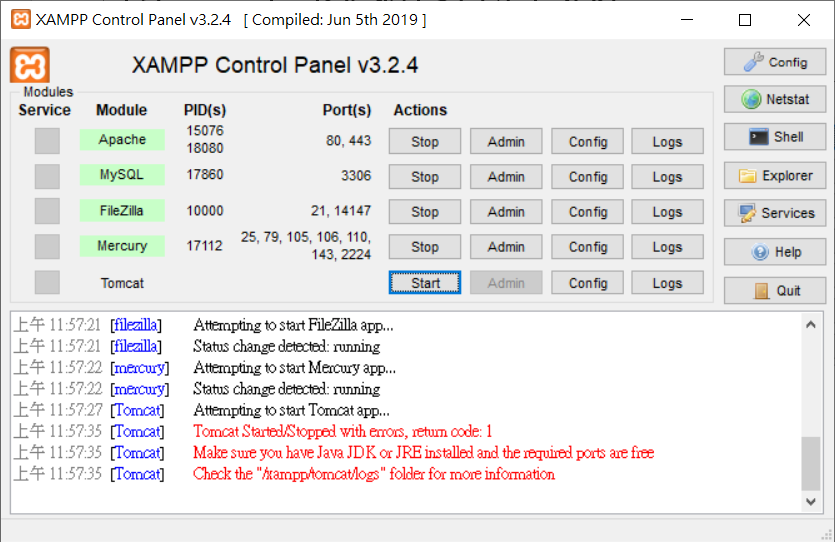 XAMPP Control Panel v3.2.4 [ Compiled: Jun 5th 2019 ]
XAMPP Control Panel v3.2.4
Config
Modules
Service Module PID(s) Port(s) Actions
Netstat
Apache 15076 18080 80, 443 Stop Admin Config Logs
Shell
MySQL 17860 3306 Stop Admin Config Logs
Explorer
FileZilla 10000 21, 14147 Stop Admin Config Logs
Services
Mercury 17112 25, 79, 105, 106, 110, 143, 2224 Stop Admin Config Logs
Help
Tomcat Start Admin Config Logs
Quit
上午 11:57:21 [filezilla] Attempting to start FileZilla app...
上午 11:57:21 [filezilla] Status change detected: running
上午 11:57:22 [mercury] Attempting to start Mercury app...
上午 11:57:22 [mercury] Status change detected: running
上午 11:57:27 [Tomcat] Attempting to start Tomcat app...
上午 11:57:35 [Tomcat] Tomcat Started/Stopped with errors, return code: 1
上午 11:57:35 [Tomcat] Make sure you have Java JDK or JRE installed and the required ports are free
上午 11:57:35 [Tomcat] Check the "/xampp/tomcat/logs" folder for more information